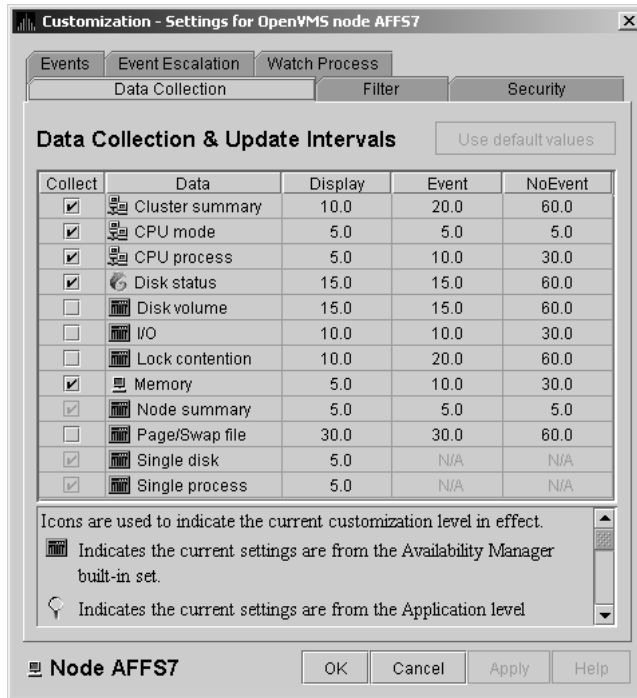 Customization - Settings for OpenVMS node AFFS7
Events Event Escalation Watch Process
Data Collection Filter Security
Data Collection & Update Intervals Use default values
Collect Data Display Event NoEvent
Cluster summary 10.0 20.0 60.0
CPU mode 5.0 5.0 5.0
CPU process 5.0 10.0 30.0
Disk status 15.0 15.0 60.0
Disk volume 15.0 15.0 60.0
I/O 10.0 10.0 30.0
Lock contention 10.0 20.0 60.0
Memory 5.0 10.0 30.0
Node summary 5.0 5.0 5.0
Page/Swap file 30.0 30.0 60.0
Single disk 5.0 N/A N/A
Single process 5.0 N/A N/A
Icons are used to indicate the current customization level in effect.
Indicates the current settings are from the Availability Manager
built-in set.
Indicates the current settings are from the Application level
Node AFFS7 OK Cancel Apply Help